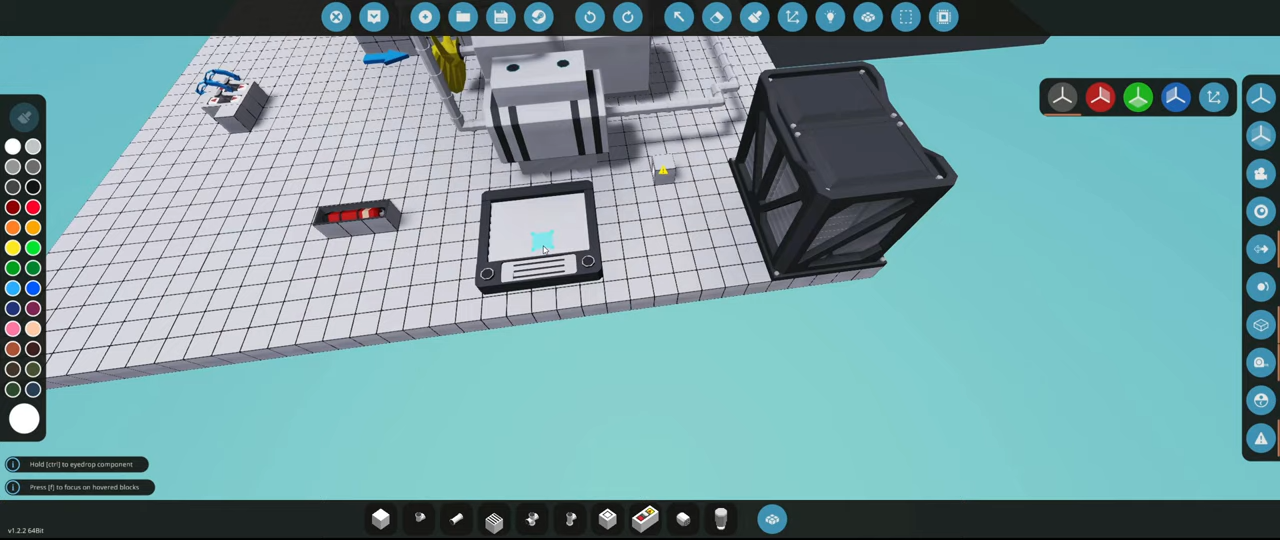 Hold [ctrl] to eyedrop component
Press [f] to focus on hovered blocks
v1.2.2 64Bit